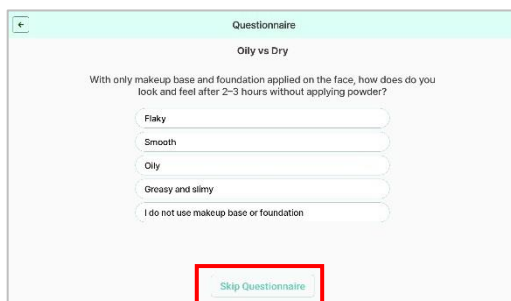 Questionnaire
Oily vs Dry
With only makeup base and foundation applied on the face, how does do you
look and feel after 2–3 hours without applying powder?
Flaky
Smooth
Oily
Greasy and slimy
I do not use makeup base or foundation
Skip Questionnaire